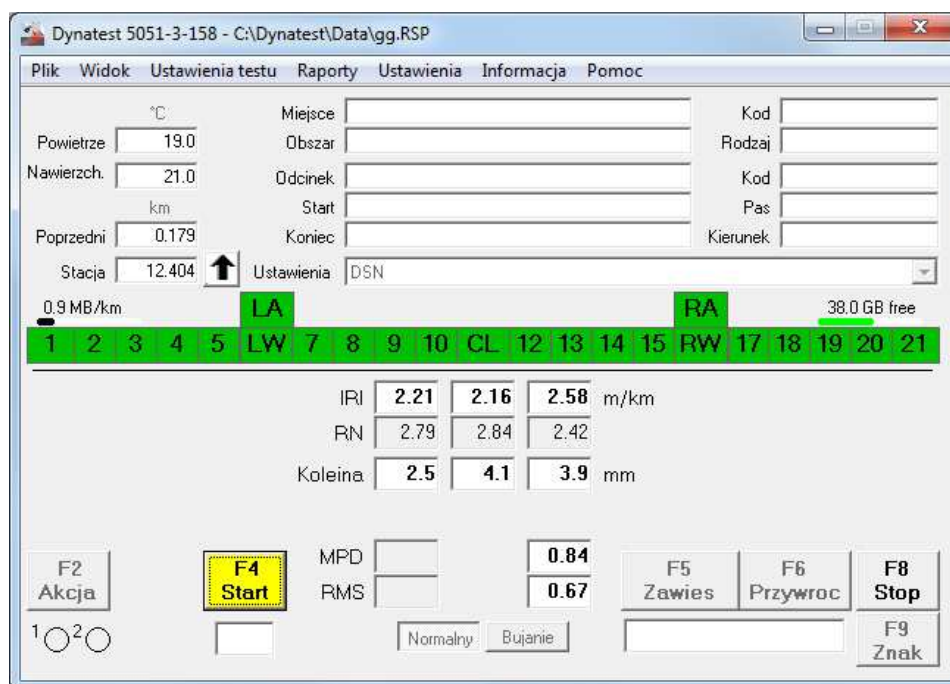 Dynatest 5051-3-158 - C:\Dynatest\Data\gg.RSP
Plik Widok Ustawienia testu Raporty Ustawienia Informacja Pomoc
°C Miejsce Kod
Powietrze 19.0 Obszar Rodzaj
Nawierzch. 21.0 Odcinek Kod
km Start Pas
Poprzedni 0.179 Koniec Kierunek
Stacja 12.404 Ustawienia DSN
0.9 MB/km LA RA 38.0 GB free
1 2 3 4 5 LW 7 8 9 10 CL 12 13 14 15 RW 17 18 19 20 21
IRI 2.21 2.16 2.58 m/km
RN 2.79 2.84 2.42
Koleina 2.5 4.1 3.9 mm
MPD 0.84
RMS 0.67
F2 Akcja
F4 Start
F5 Zawies
F6 Przywroc
F8 Stop
1 2 Normalny Bujanie
F9 Znak